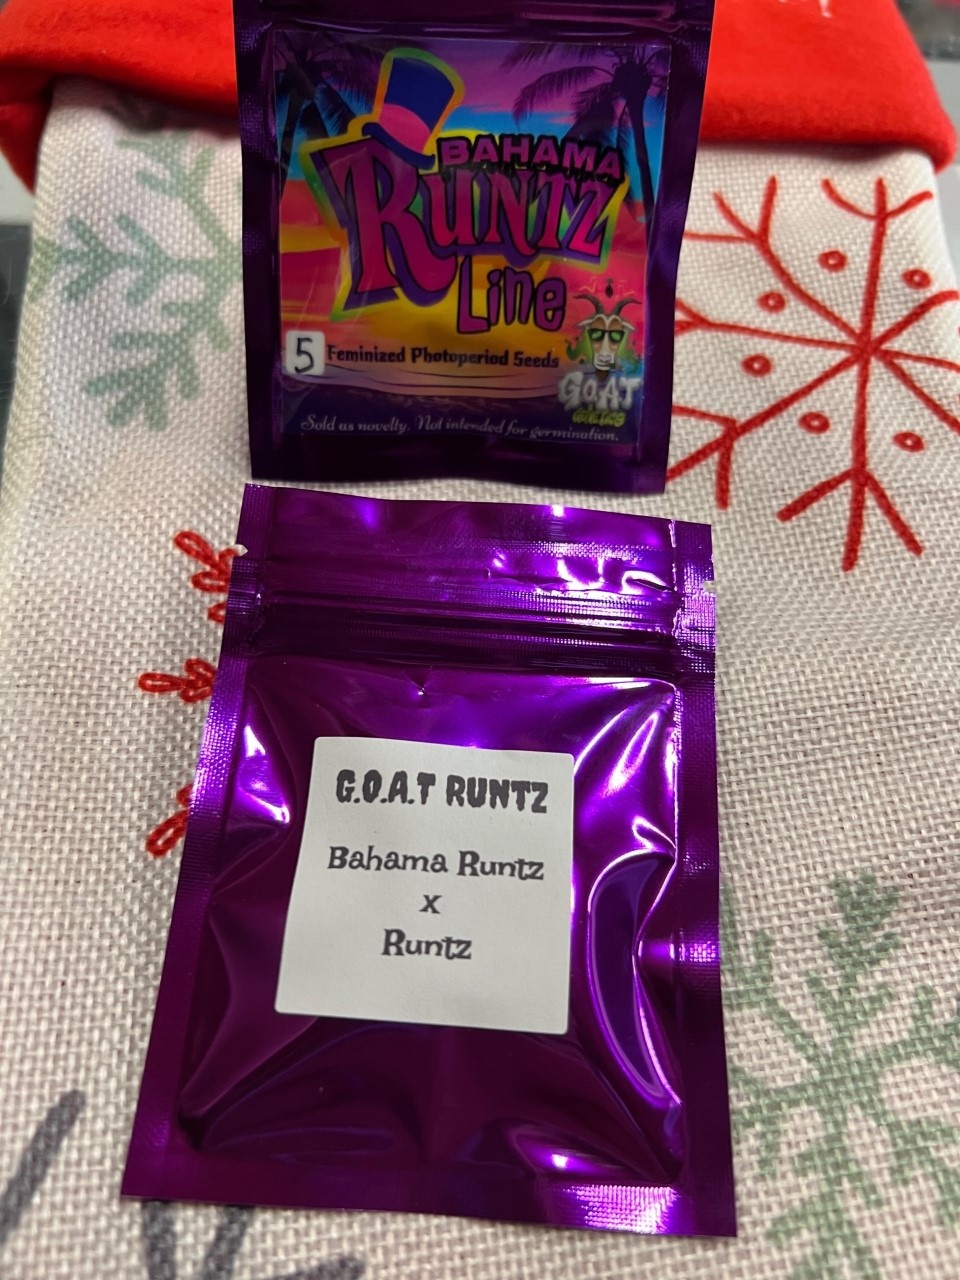 BAHAMA
RUNTZ
Line
5 Feminized Photoperiod Seeds
G.O.A.T
Sold as novelty. Not intended for germination.
G.O.A.T RUNTZ
Bahama Runtz
x
Runtz